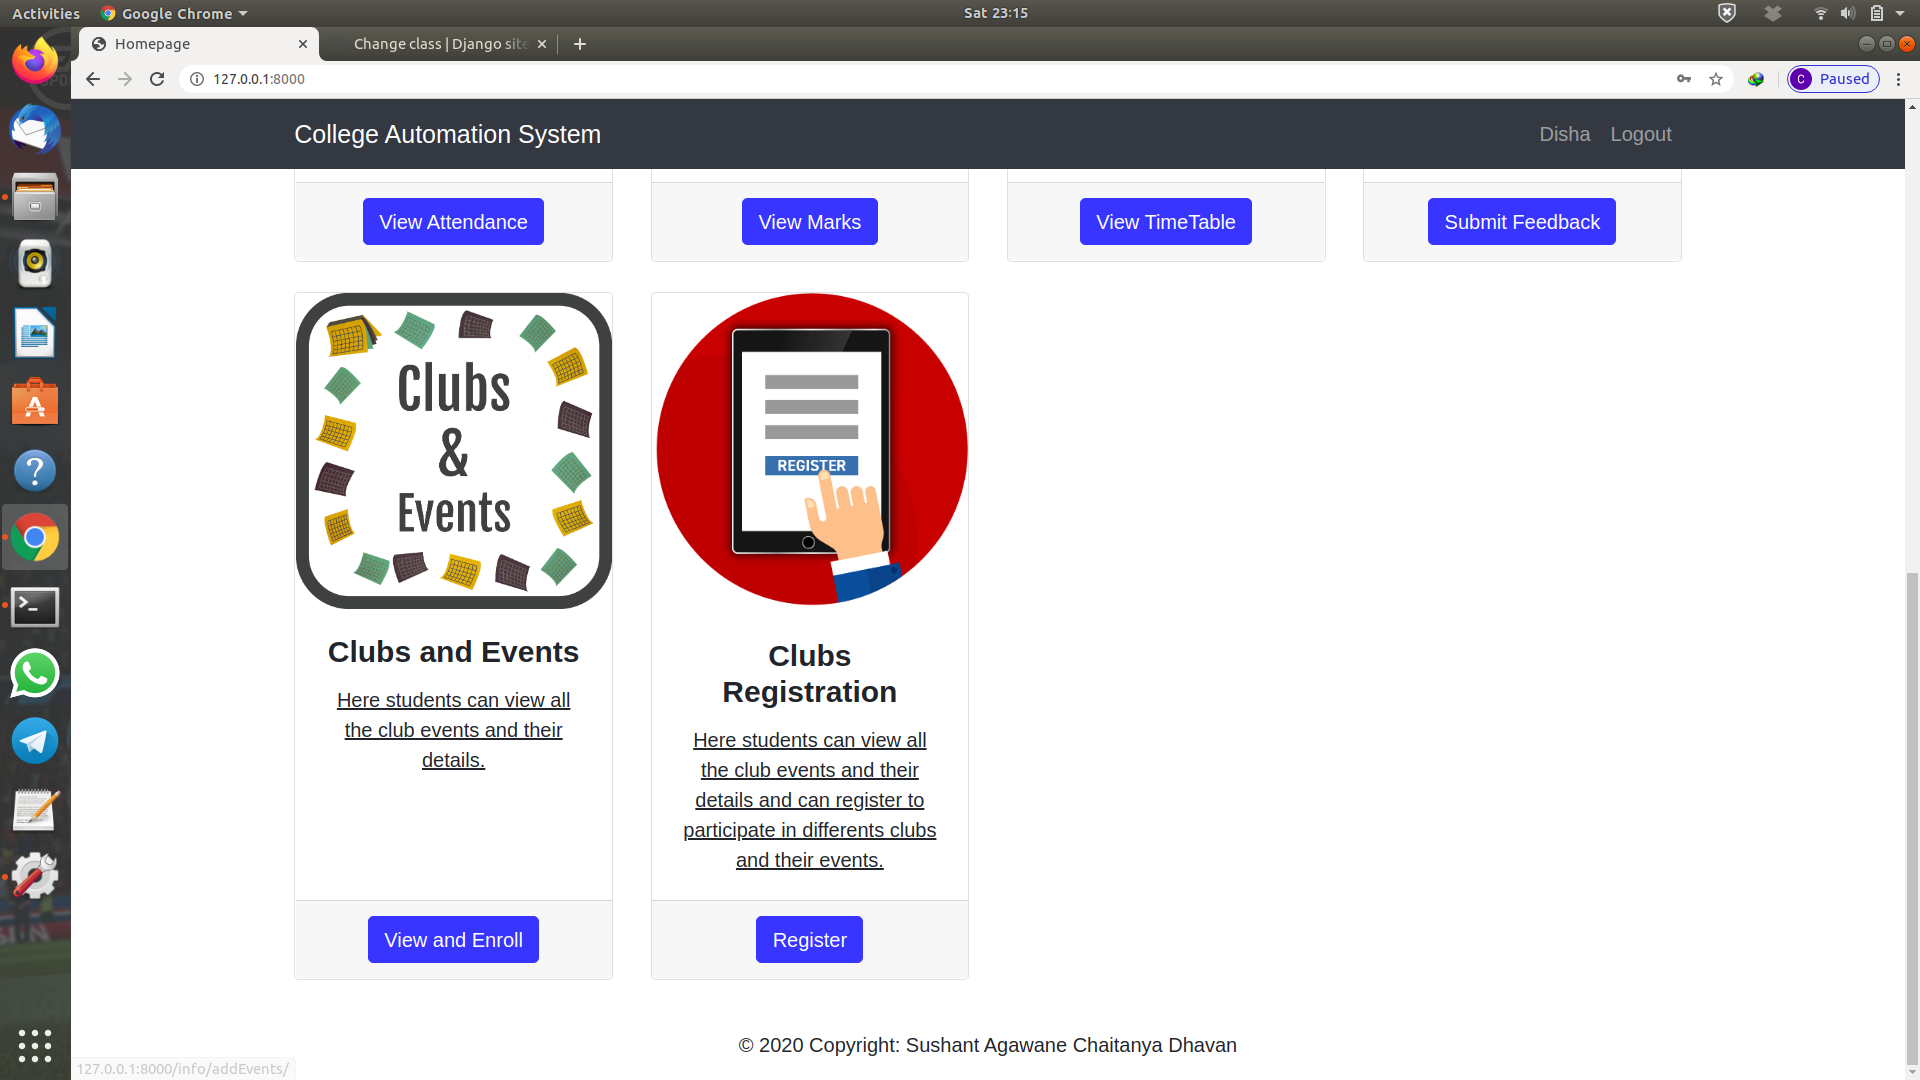 Activities
Google Chrome
Sat 23:15
Homepage
Change class | Django site
127.0.0.1:8000
C
Paused
College Automation System
Disha
Logout
View Attendance
View Marks
View TimeTable
Submit Feedback
Clubs
&
Events
REGISTER
Clubs and Events
Here students can view all
the club events and their
details.
Clubs
Registration
Here students can view all
the club events and their
details and can register to
participate in differents clubs
and their events.
View and Enroll
Register
© 2020 Copyright: Sushant Agawane Chaitanya Dhavan
127.0.0.1:8000/info/addEvents/